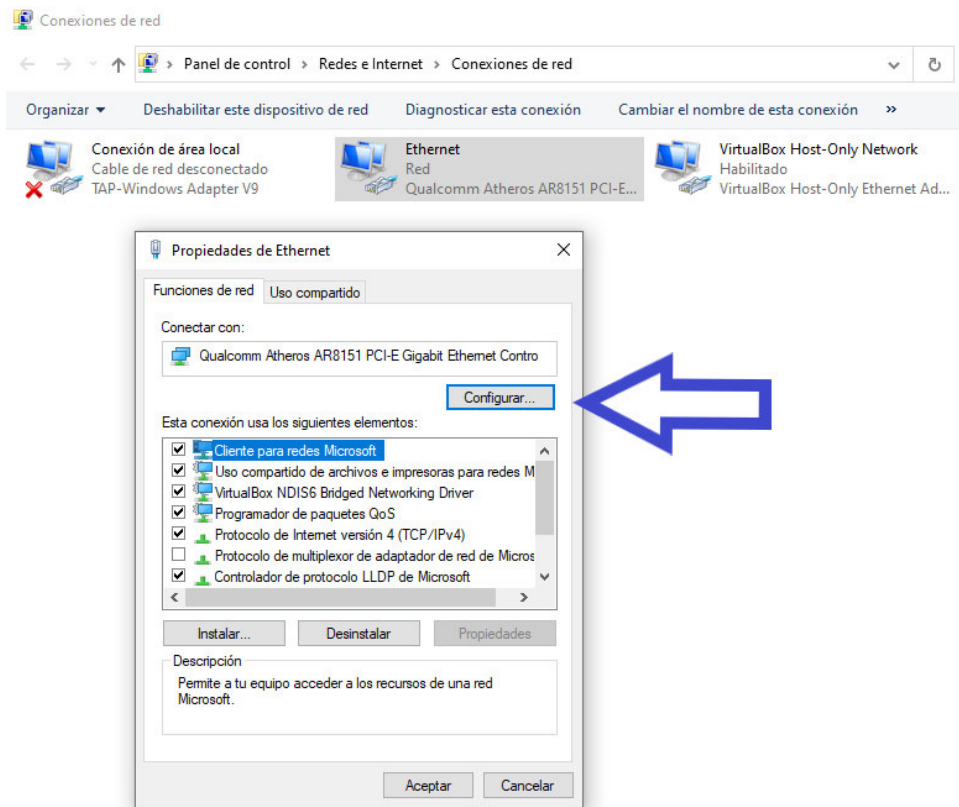 Conexiones de red
Panel de control > Redes e Internet > Conexiones de red
Organizar Deshabilitar este dispositivo de red Diagnosticar esta conexión Cambiar el nombre de esta conexión »
Conexión de área local
Cable de red desconectado
TAP-Windows Adapter V9
Ethernet
Red
Qualcomm Atheros AR8151 PCI-E...
VirtualBox Host-Only Network
Habilitado
VirtualBox Host-Only Ethernet Ad...
Propiedades de Ethernet
Funciones de red Uso compartido
Conectar con:
Qualcomm Atheros AR8151 PCI-E Gigabit Ethernet Contro
Configurar...
Esta conexión usa los siguientes elementos:
Cliente para redes Microsoft
Uso compartido de archivos e impresoras para redes M
VirtualBox NDIS6 Bridged Networking Driver
Programador de paquetes QoS
Protocolo de Internet versión 4 (TCP/IPv4)
Protocolo de multiplexor de adaptador de red de Micros
Controlador de protocolo LLDP de Microsoft
Instalar... Desinstalar Propiedades
Descripción
Permite a tu equipo acceder a los recursos de una red
Microsoft.
Aceptar Cancelar